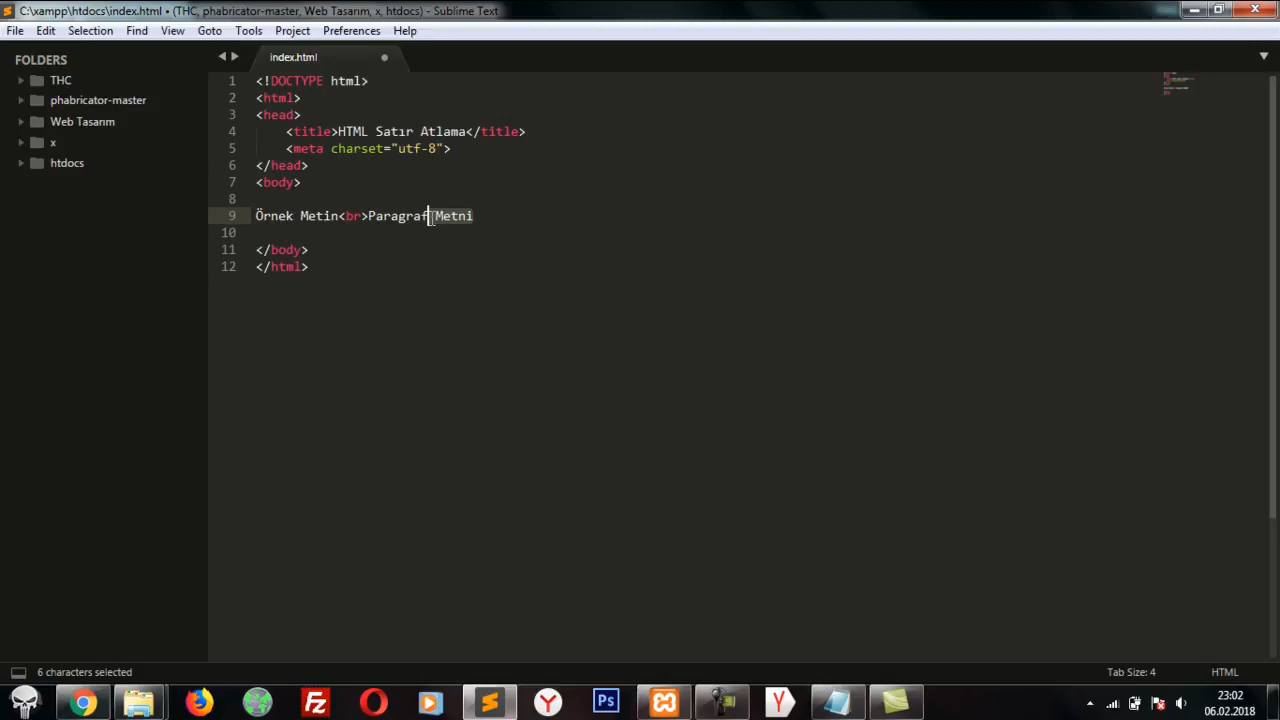 C:\xampp\htdocs\index.html • (THC, phabricator-master, Web Tasarım, x, htdocs) - Sublime Text
File Edit Selection Find View Goto Tools Project Preferences Help
FOLDERS
THC
phabricator-master
Web Tasarım
x
htdocs
index.html
1 <!DOCTYPE html>
2 <html>
3 <head>
4 <title>HTML Satır Atlama</title>
5 <meta charset="utf-8">
6 </head>
7 <body>
8
9 Örnek Metin<br>Paragraf Metni
10
11 </body>
12 </html>
6 characters selected
Tab Size: 4
HTML
Fz
Ps
23:02
06.02.2018